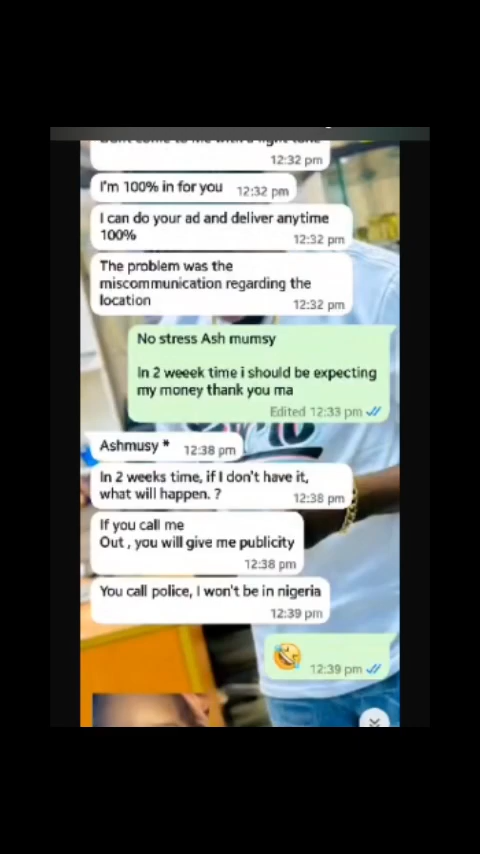 12:32 pm
I'm 100% in for you 12:32 pm
I can do your ad and deliver anytime
100%
12:32 pm
The problem was the
miscommunication regarding the
location
12:32 pm
No stress Ash mumsy
In 2 weeek time i should be expecting
my money thank you ma
Edited 12:33 pm
Ashmusy * 12:38 pm
In 2 weeks time, if I don't have it,
what will happen. ?
12:38 pm
If you call me
Out , you will give me publicity
12:38 pm
You call police, I won't be in nigeria
12:39 pm
🤣 12:39 pm